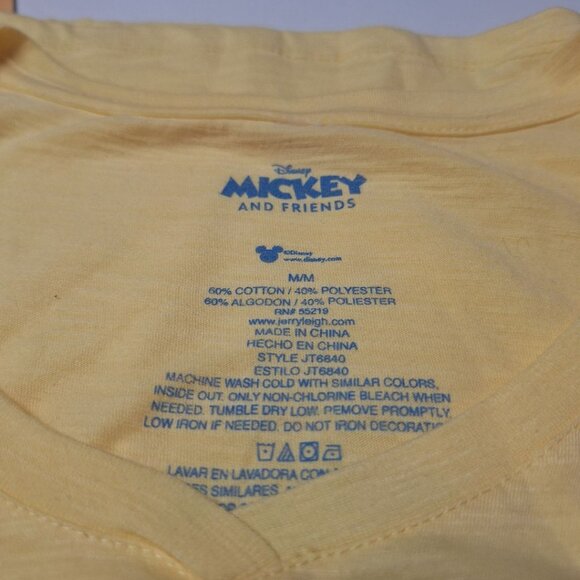 Disney
MICKEY
AND FRIENDS
©Disney
www.disney.com
M/M
60% COTTON / 40% POLYESTER
60% ALGODON / 40% POLIESTER
RN# 55219
www.jerryleigh.com
MADE IN CHINA
HECHO EN CHINA
STYLE JT6840
ESTILO JT6840
MACHINE WASH COLD WITH SIMILAR COLORS,
INSIDE OUT. ONLY NON-CHLORINE BLEACH WHEN
NEEDED. TUMBLE DRY LOW. REMOVE PROMPTLY.
LOW IRON IF NEEDED. DO NOT IRON
LAVAR EN LAVADORA CON
SIMILARES,